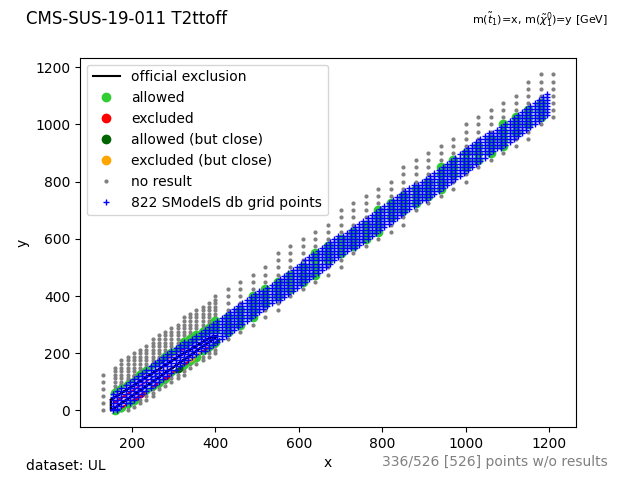 CMS-SUS-19-011 T2ttoff
m(t̃₁)=x, m(χ̃⁰₁)=y [GeV]
official exclusion
allowed
excluded
allowed (but close)
excluded (but close)
no result
822 SModelS db grid points
1200
1000
800
600
400
200
0
y
200 400 600 800 1000 1200
x
dataset: UL
336/526 [526] points w/o results